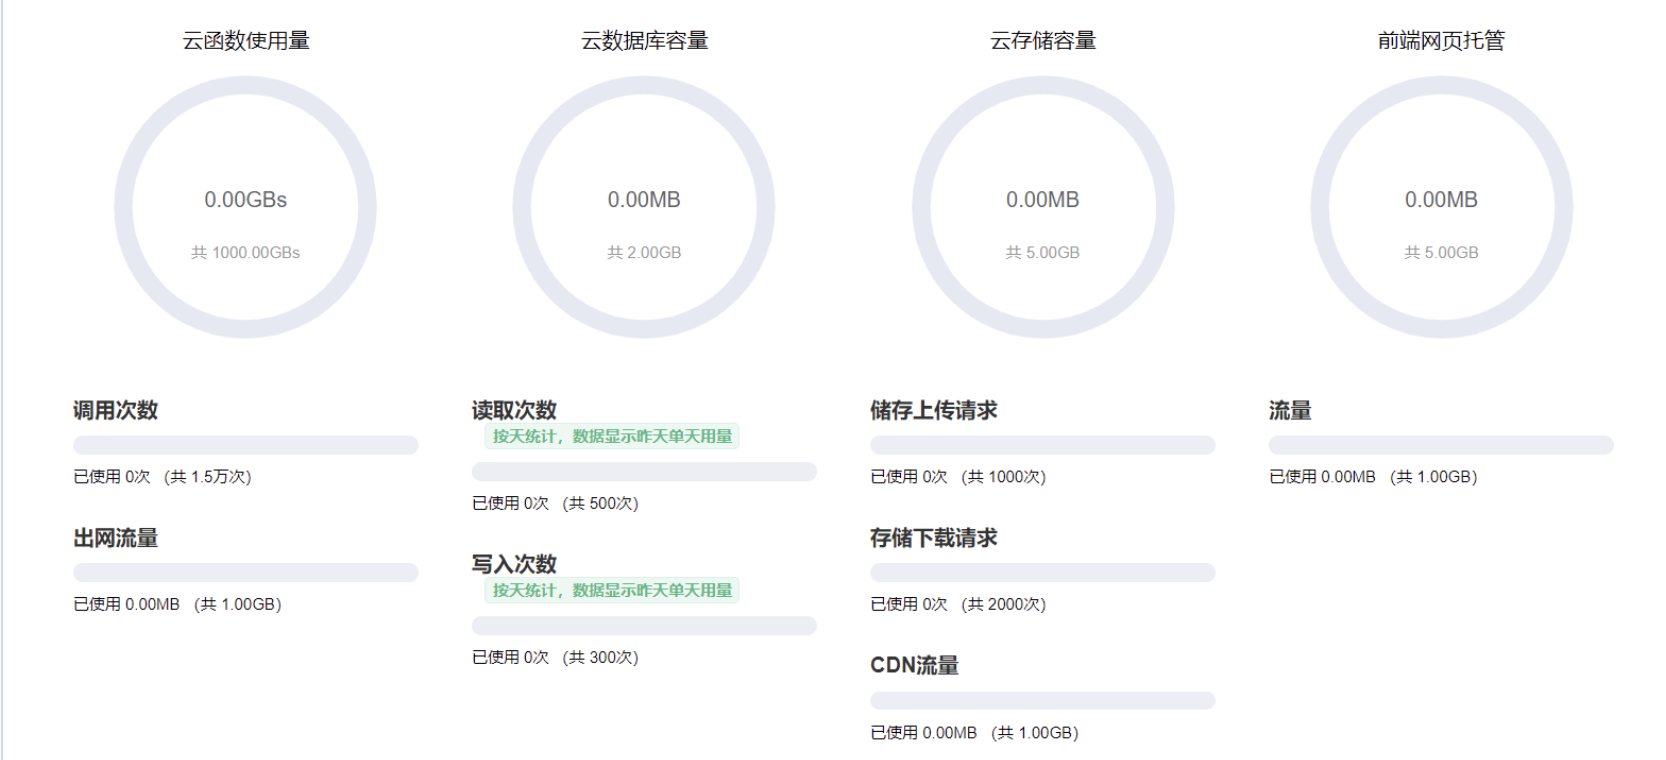 云函数使用量
0.00GBs
共 1000.00GBs
调用次数
已使用 0次 (共 1.5万次)
出网流量
已使用 0.00MB (共 1.00GB)
云数据库容量
0.00MB
共 2.00GB
读取次数
按天统计，数据显示昨天单天用量
已使用 0次 (共 500次)
写入次数
按天统计，数据显示昨天单天用量
已使用 0次 (共 300次)
云存储容量
0.00MB
共 5.00GB
储存上传请求
已使用 0次 (共 1000次)
存储下载请求
已使用 0次 (共 2000次)
CDN流量
已使用 0.00MB (共 1.00GB)
前端网页托管
0.00MB
共 5.00GB
流量
已使用 0.00MB (共 1.00GB)